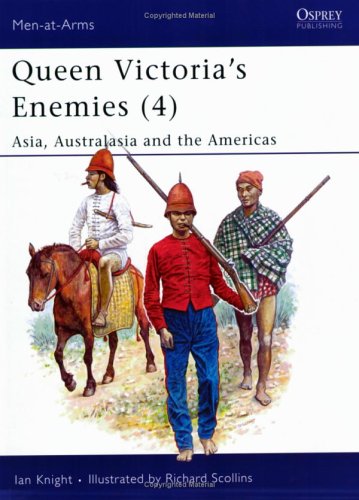 Men-at-Arms
OSPREY
PUBLISHING
Queen Victoria's
Enemies (4)
Asia, Australasia and the Americas
Copyrighted Material
Copyrighted Material
Ian Knight · Illustrated by Richard Scollins